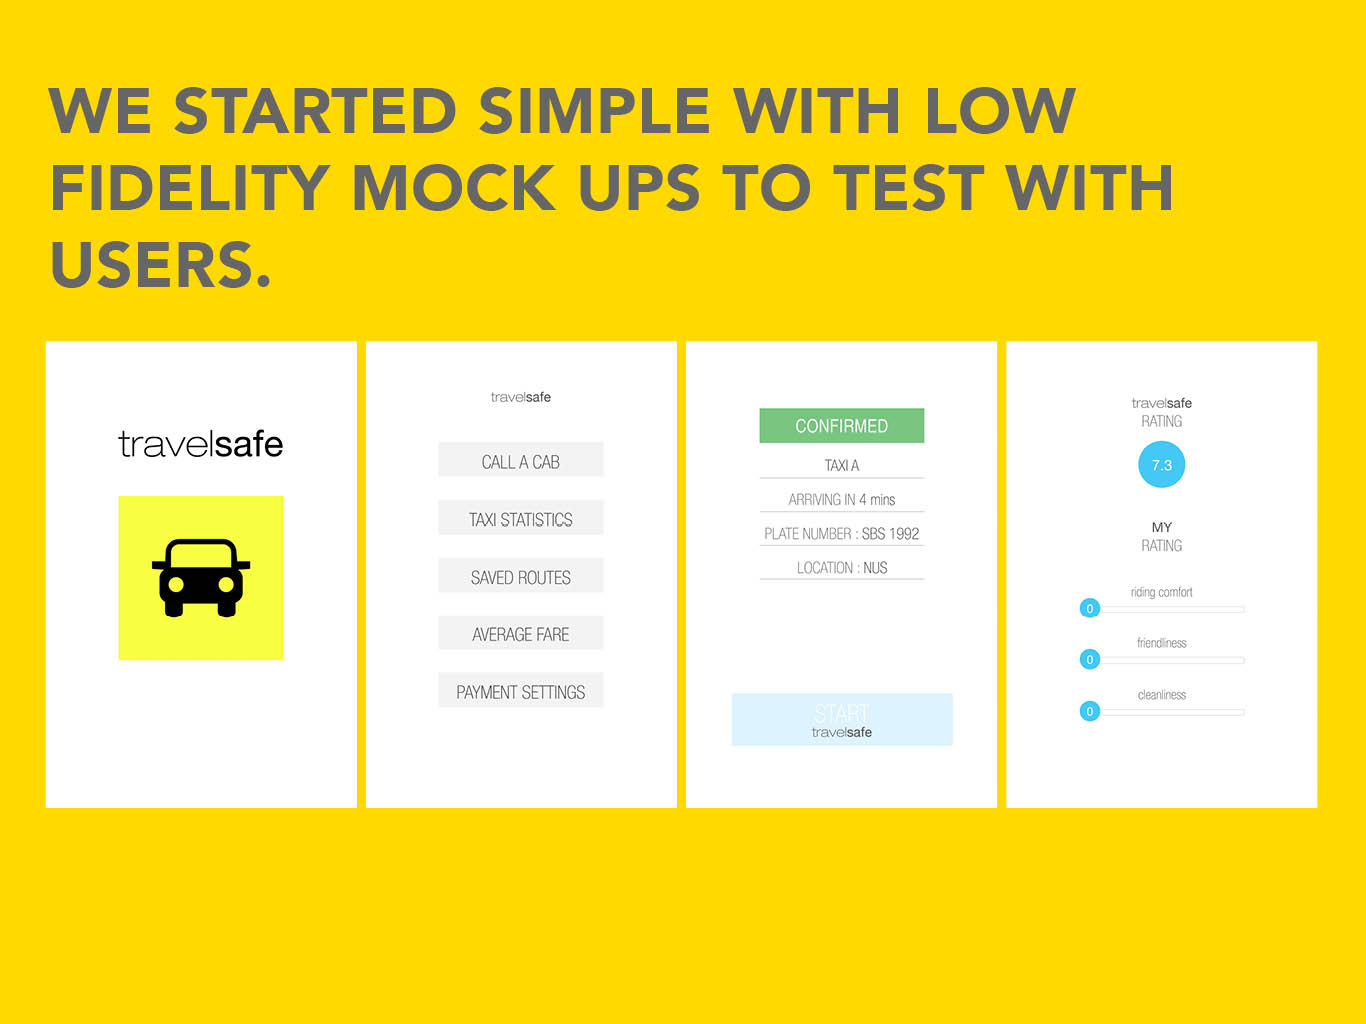 WE STARTED SIMPLE WITH LOW
FIDELITY MOCK UPS TO TEST WITH
USERS.
travelsafe
travelsafe
CALL A CAB
TAXI STATISTICS
SAVED ROUTES
AVERAGE FARE
PAYMENT SETTINGS
CONFIRMED
TAXI A
ARRIVING IN 4 mins
PLATE NUMBER : SBS 1992
LOCATION : NUS
START
travelsafe
travelsafe
RATING
7.3
MY
RATING
riding comfort
0
friendliness
0
cleanliness
0